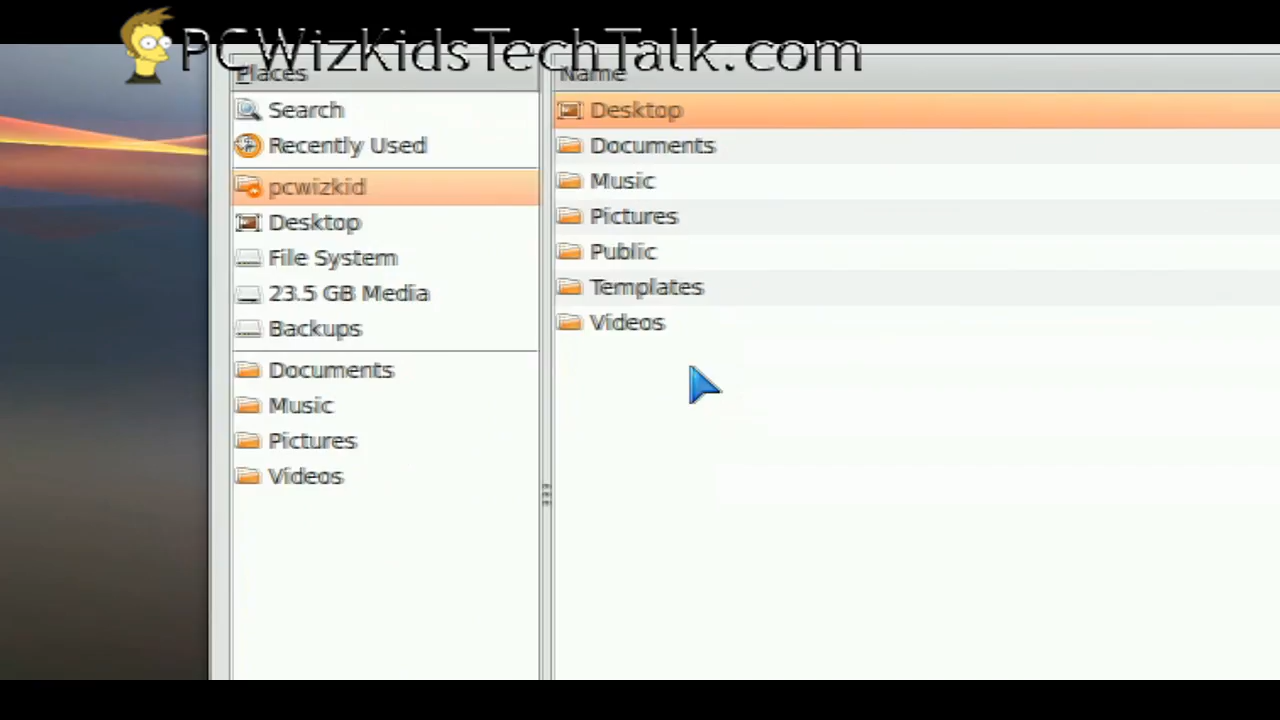 PCWizKidsTechTalk.com
Places
Search
Recently Used
pcwizkid
Desktop
File System
23.5 GB Media
Backups
Documents
Music
Pictures
Videos
Name
Desktop
Documents
Music
Pictures
Public
Templates
Videos